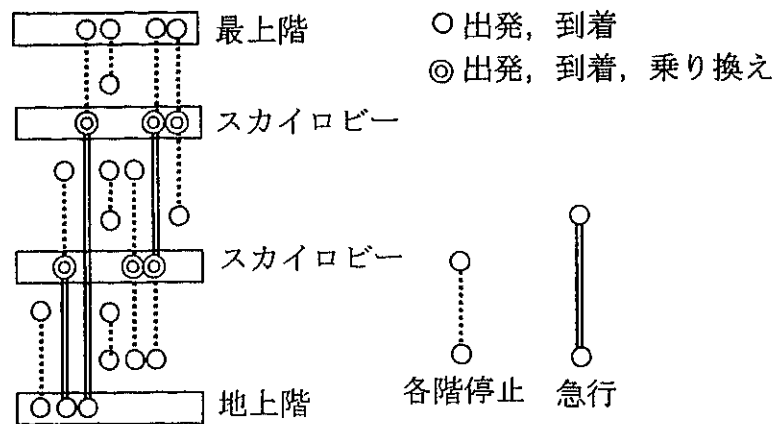 最上階
○出発,到着
◎出発,到着,乗り換え
スカイロビー
スカイロビー
地上階
各階停止
急行